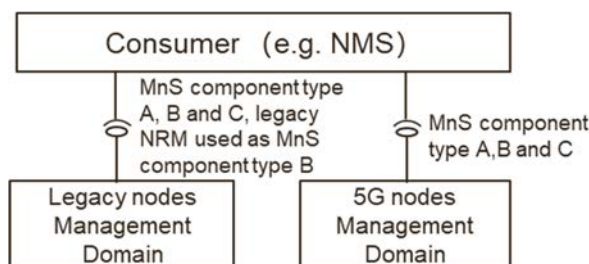 Consumer (e.g. NMS)
MnS component type
A, B and C, legacy
NRM used as MnS
component type B
MnS component
type A,B and C
Legacy nodes
Management
Domain
5G nodes
Management
Domain